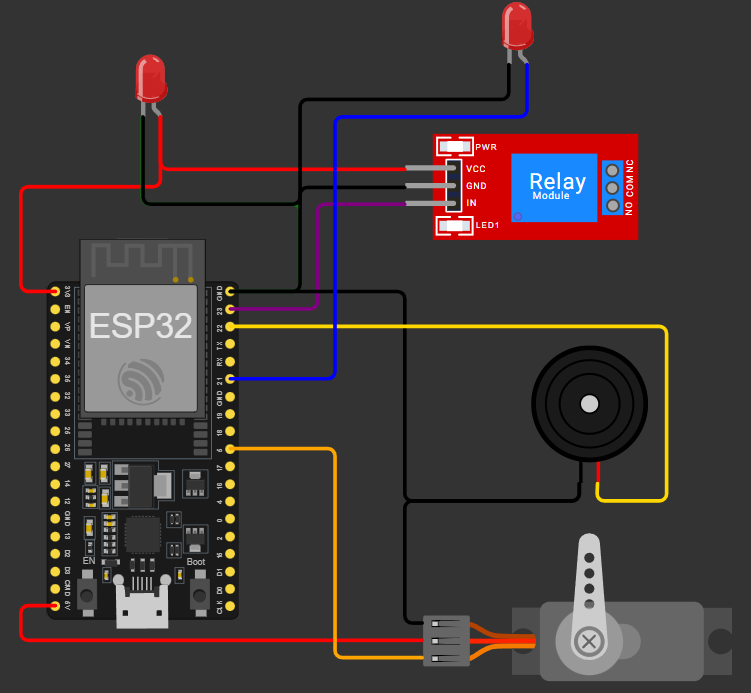 PWR
VCC
GND
IN
LED1
Relay
Module
NC
COM
NO
ESP32
3V3
EN
VP
VN
34
35
32
33
25
26
27
14
12
GND
13
D2
D3
CMD
5V
GND
23
22
TX
RX
21
GND
19
18
5
17
16
4
0
2
15
D1
D0
CLK
EN
Boot